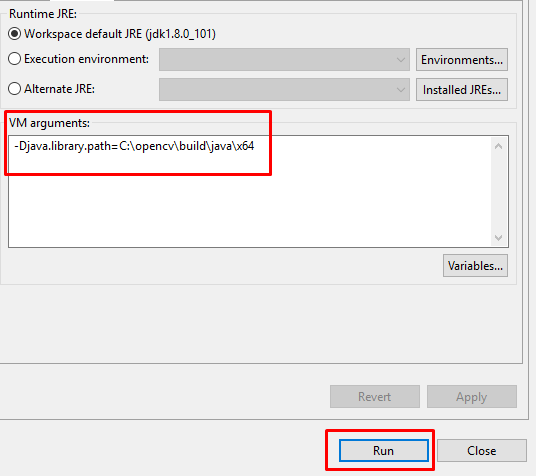 Runtime JRE:
Workspace default JRE (jdk1.8.0_101)
Execution environment:
Environments...
Alternate JRE:
Installed JREs...
VM arguments:
-Djava.library.path=C:\opencv\build\java\x64
Variables...
Revert
Apply
Run
Close